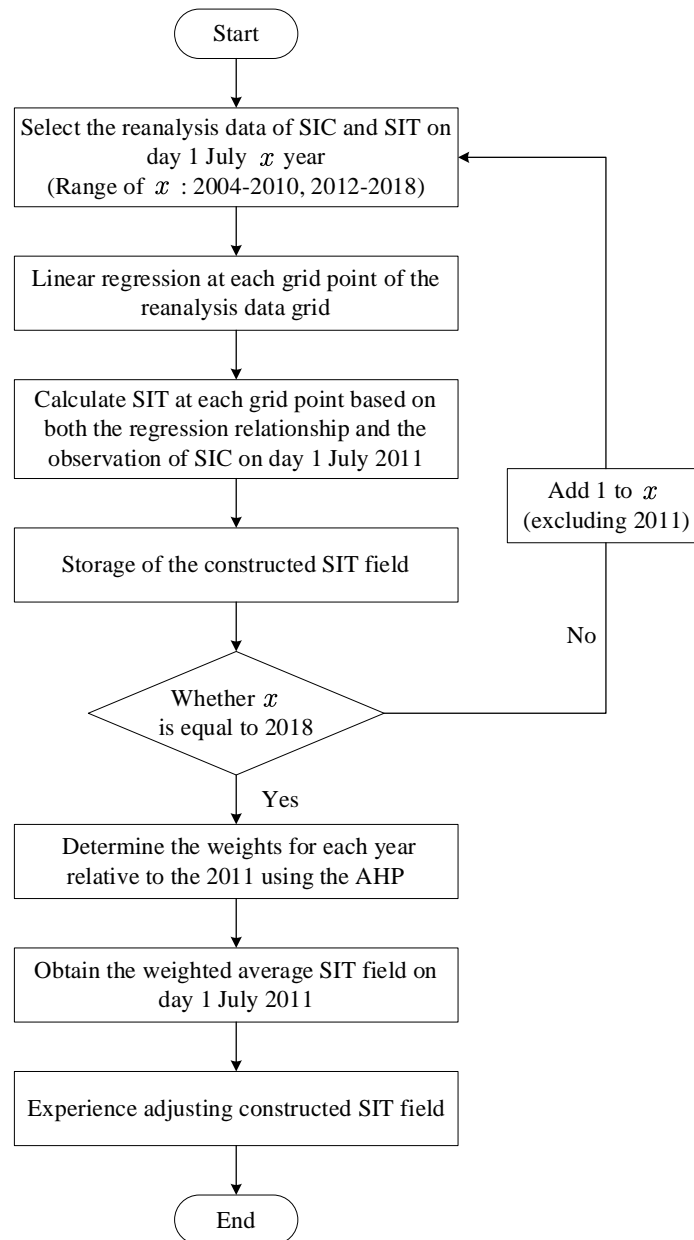 Start
Select the reanalysis data of SIC and SIT on
day 1 July x year
(Range of x : 2004-2010, 2012-2018)
Linear regression at each grid point of the
reanalysis data grid
Calculate SIT at each grid point based on
both the regression relationship and the
observation of SIC on day 1 July 2011
Add 1 to x
(excluding 2011)
Storage of the constructed SIT field
No
Whether x
is equal to 2018
Yes
Determine the weights for each year
relative to the 2011 using the AHP
Obtain the weighted average SIT field on
day 1 July 2011
Experience adjusting constructed SIT field
End